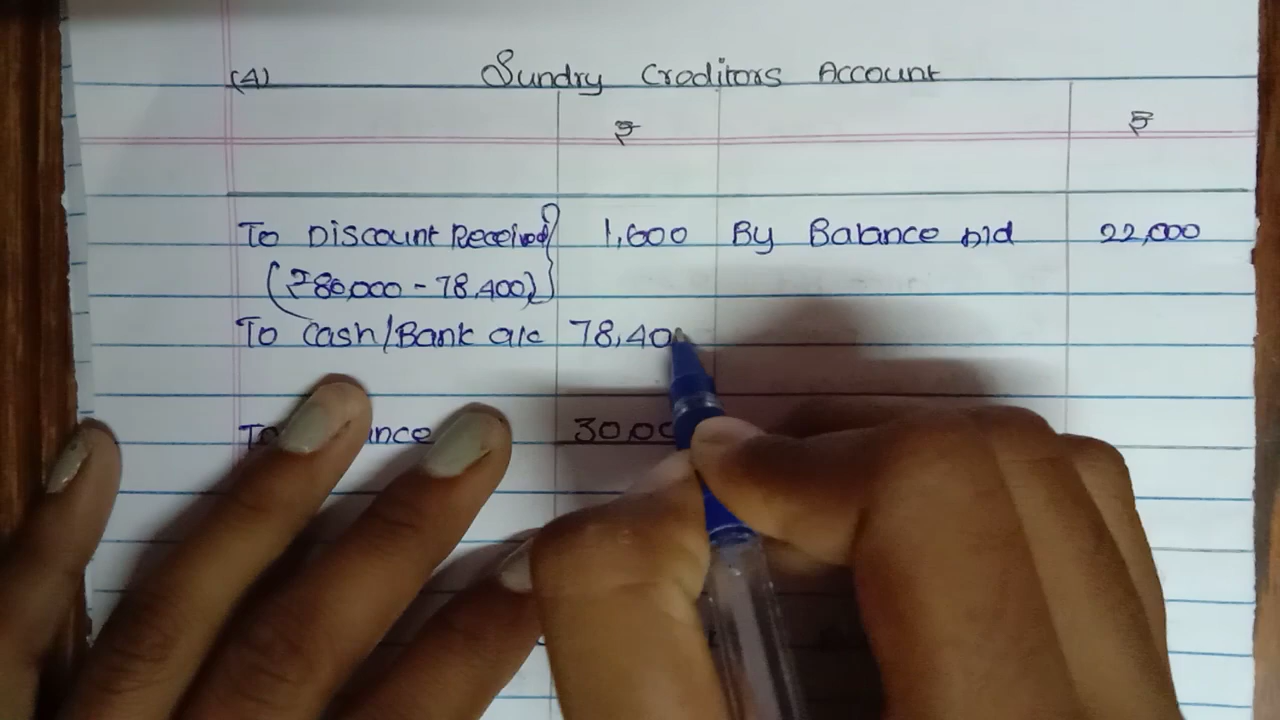 (4) Sundry Creditors Account
₹ ₹
To Discount Received 1,600 By Balance b/d 22,000
(₹80,000 - 78,400)
To Cash/Bank a/c 78,40
To 30,00